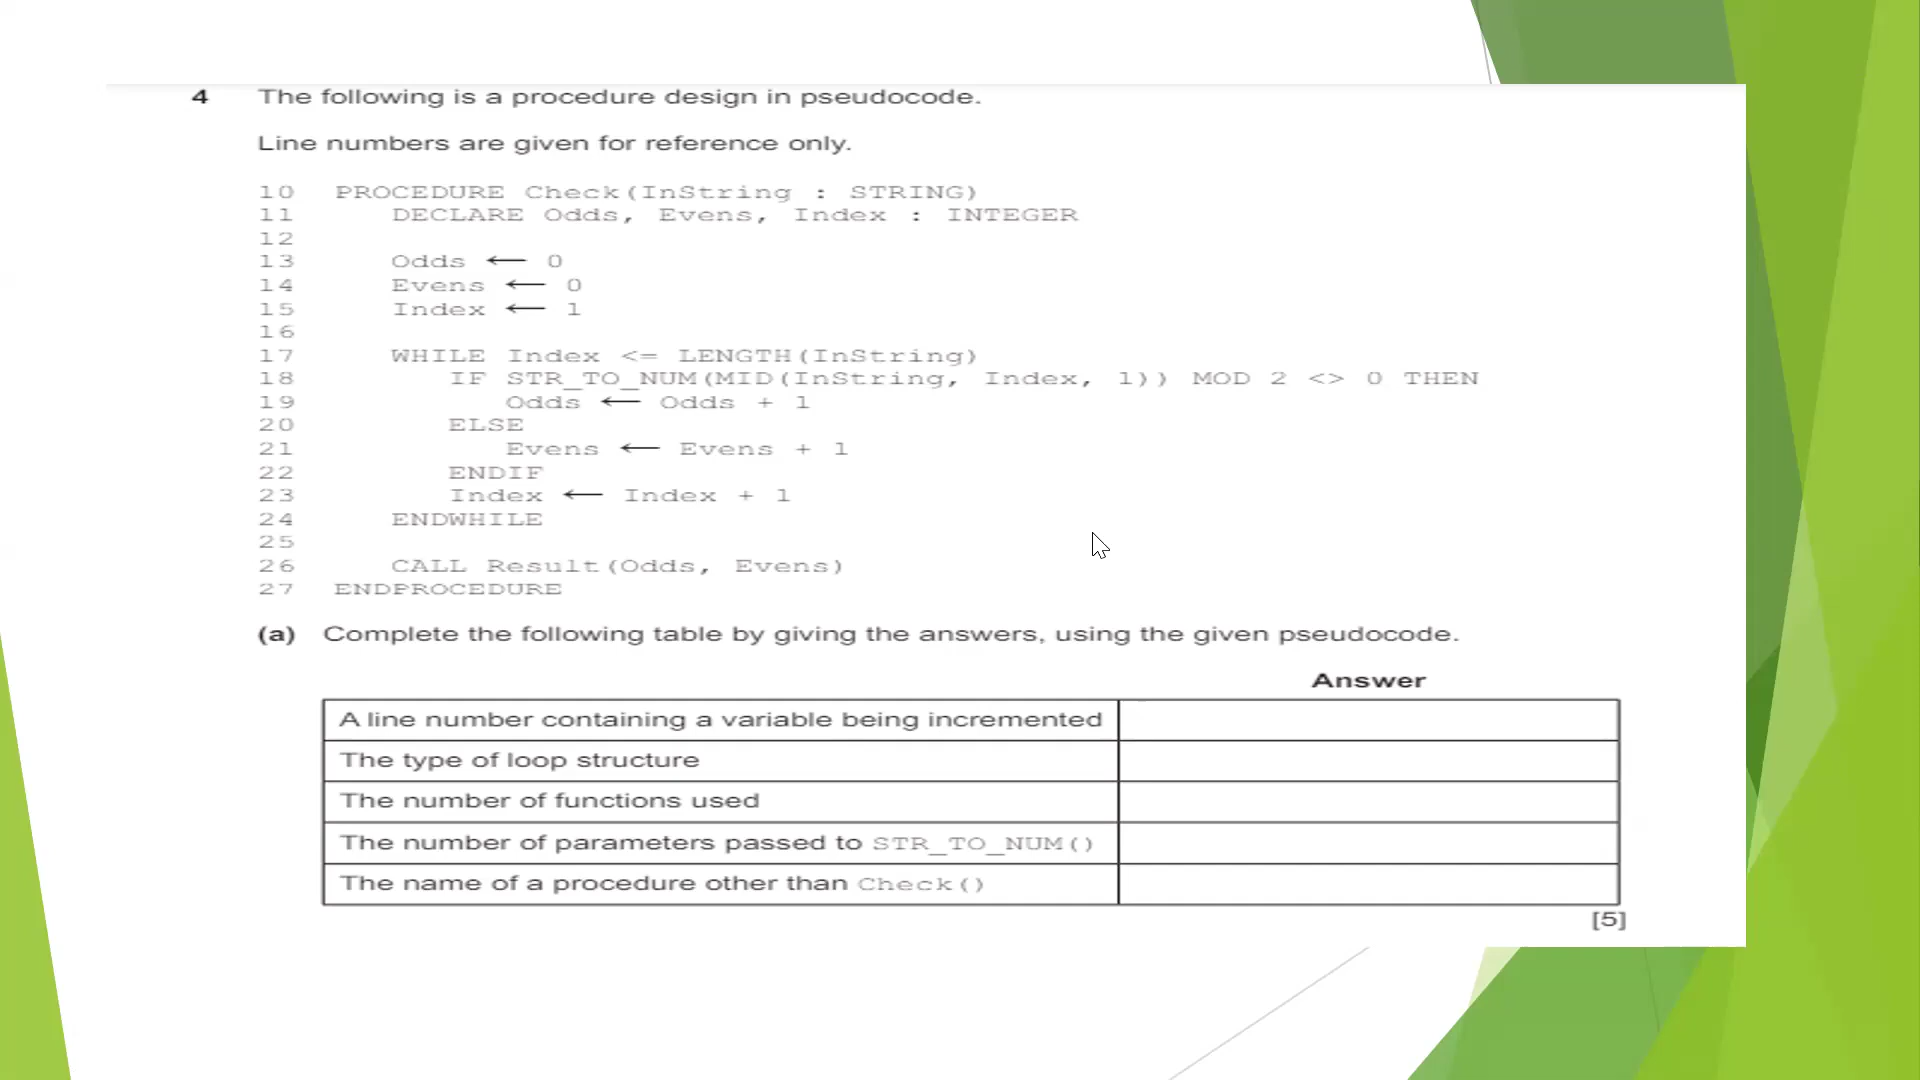 4 The following is a procedure design in pseudocode.
Line numbers are given for reference only.
10 PROCEDURE Check(InString : STRING)
11 DECLARE Odds, Evens, Index : INTEGER
12
13 Odds ← 0
14 Evens ← 0
15 Index ← 1
16
17 WHILE Index <= LENGTH(InString)
18 IF STR_TO_NUM(MID(InString, Index, 1)) MOD 2 <> 0 THEN
19 Odds ← Odds + 1
20 ELSE
21 Evens ← Evens + 1
22 ENDIF
23 Index ← Index + 1
24 ENDWHILE
25
26 CALL Result(Odds, Evens)
27 ENDPROCEDURE
(a) Complete the following table by giving the answers, using the given pseudocode.
Answer
A line number containing a variable being incremented
The type of loop structure
The number of functions used
The number of parameters passed to STR_TO_NUM()
The name of a procedure other than Check()
[5]